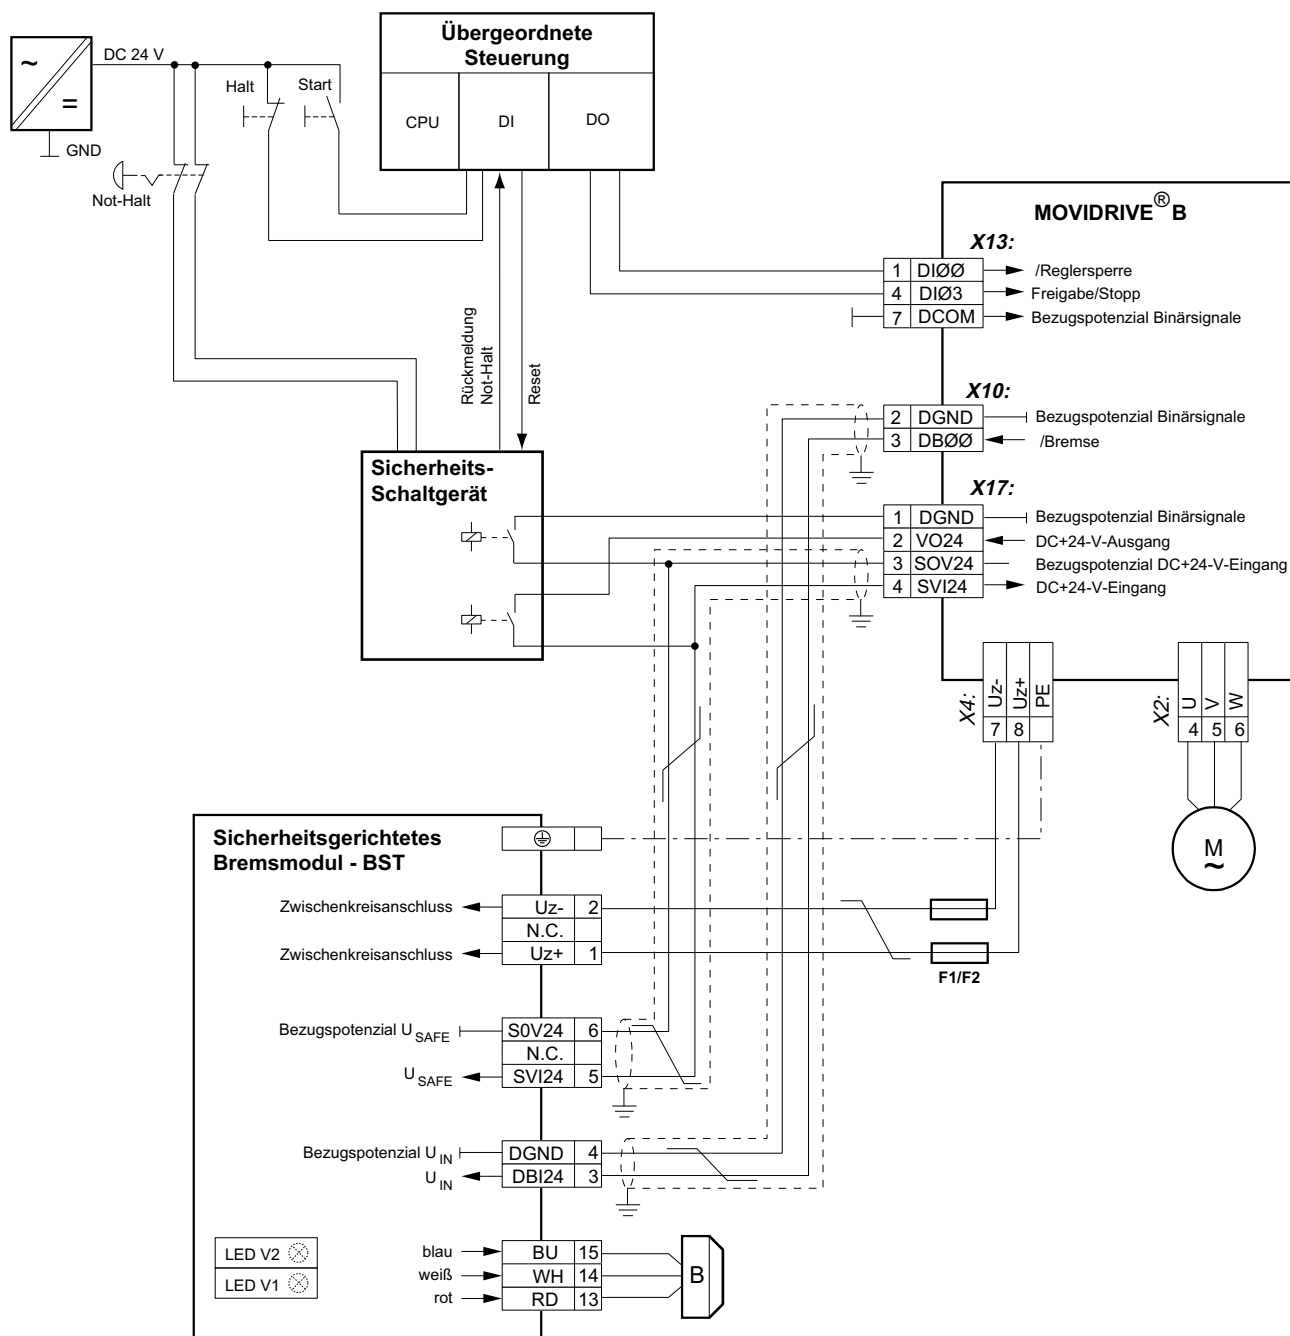 Übergeordnete
Steuerung
CPU
DI
DO
~
=
DC 24 V
GND
Halt
Start
Not-Halt
Rückmeldung
Not-Halt
Reset
MOVIDRIVE® B
X13:
1 DIØØ /Reglersperre
4 DIØ3 Freigabe/Stopp
7 DCOM Bezugspotenzial Binärsignale
X10:
2 DGND Bezugspotenzial Binärsignale
3 DBØØ /Bremse
X17:
1 DGND Bezugspotenzial Binärsignale
2 VO24 DC+24-V-Ausgang
3 SOV24 Bezugspotenzial DC+24-V-Eingang
4 SVI24 DC+24-V-Eingang
Sicherheits-
Schaltgerät
X4:
Uz- Uz+ PE
7 8
X2:
U V W
4 5 6
M
~
Sicherheitsgerichtetes
Bremsmodul - BST
Zwischenkreisanschluss Uz- 2
N.C.
Zwischenkreisanschluss Uz+ 1
F1/F2
Bezugspotenzial U SAFE S0V24 6
N.C.
U SAFE SVI24 5
Bezugspotenzial U IN DGND 4
U IN DBI24 3
LED V2
LED V1
blau BU 15
weiß WH 14
rot RD 13
B